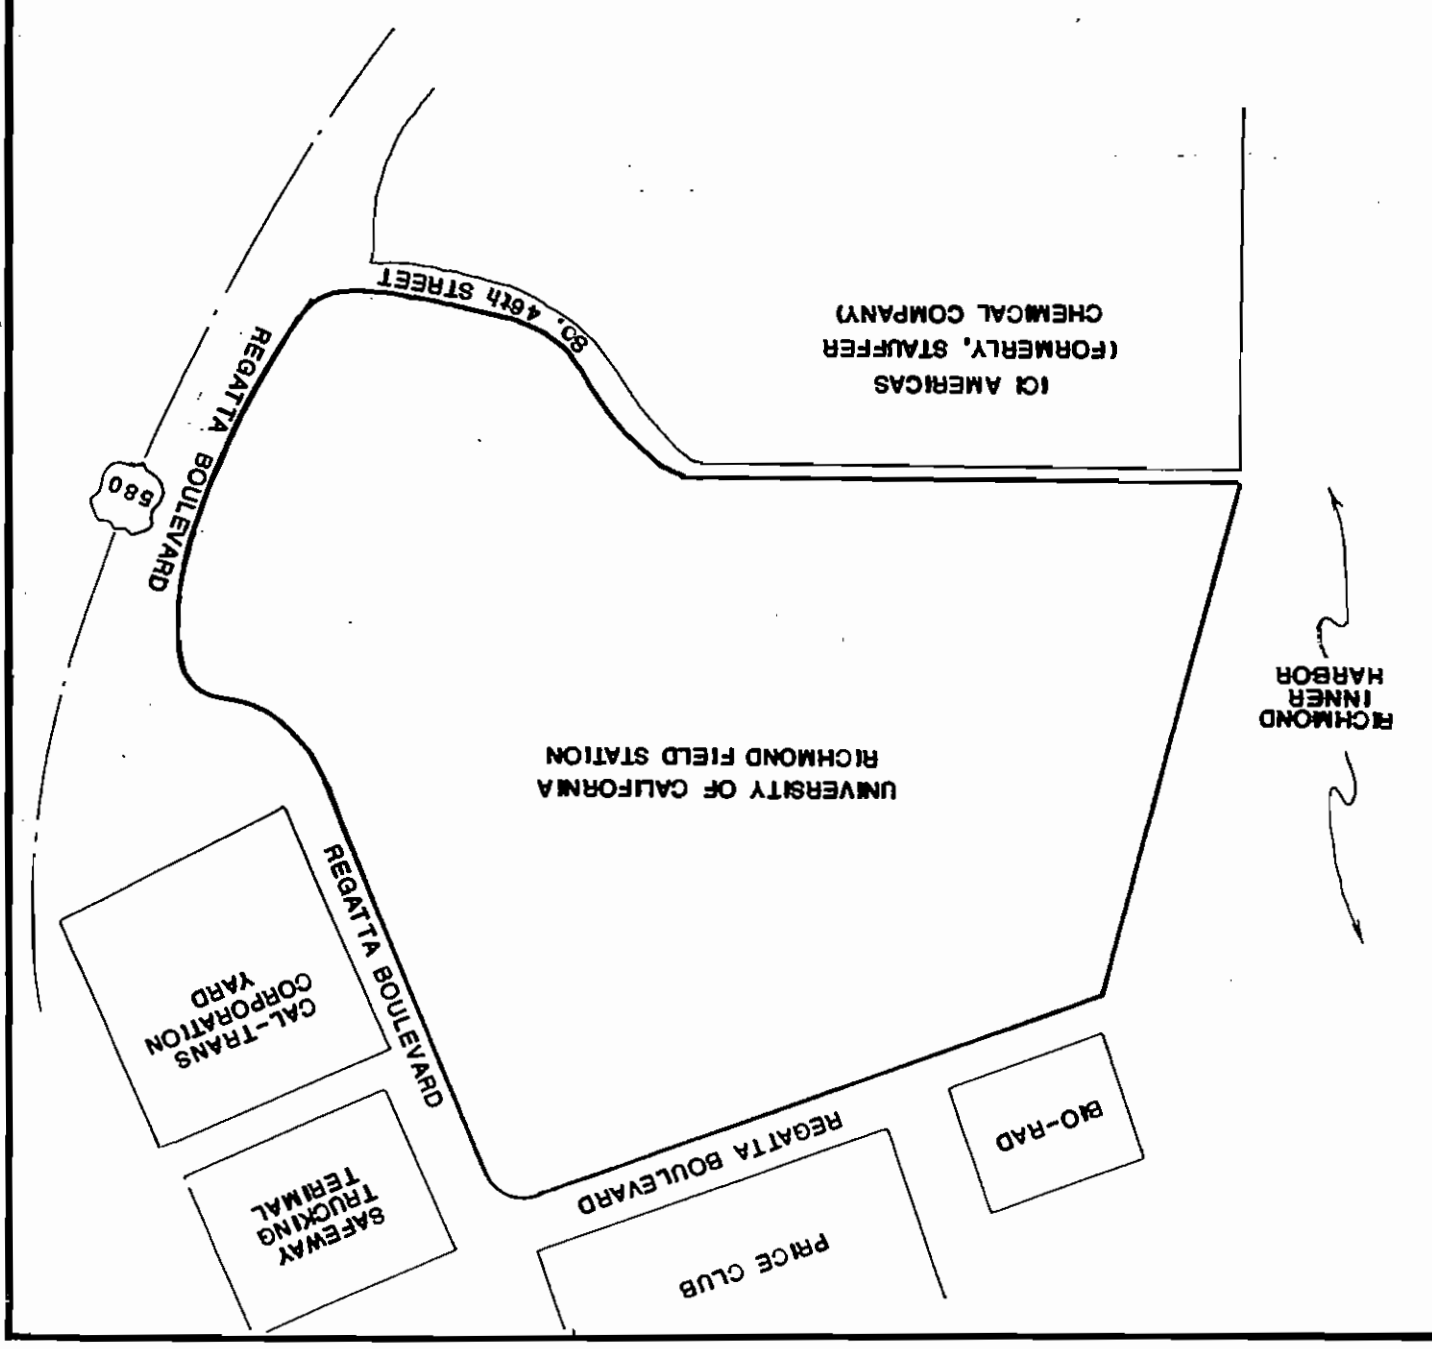 PRICE CLUB
SAFEWAY
TRUCKING
TERIMAL
BIO-RAD
REGATTA BOULEVARD
CAL-TRANS
CORPORATION
YARD
REGATTA BOULEVARD
UNIVERSITY OF CALIFORNIA
RICHMOND FIELD STATION
RICHMOND
INNER
HARBOR
580
REGATTA BOULEVARD
ICI AMERICAS
(FORMERLY, STAUFFER
CHEMICAL COMPANY)
SO. 46th STREET